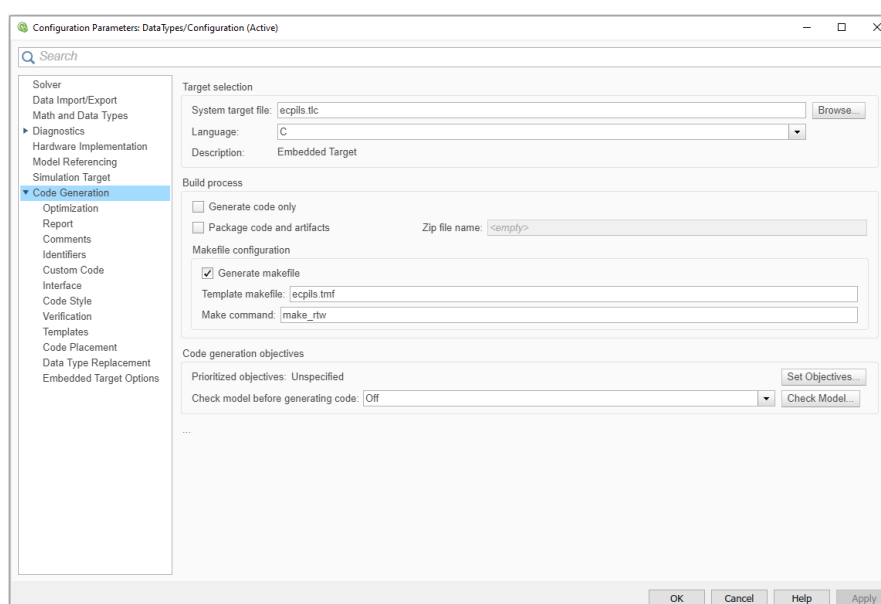 Configuration Parameters: DataTypes/Configuration (Active)
Search
Solver
Data Import/Export
Math and Data Types
Diagnostics
Hardware Implementation
Model Referencing
Simulation Target
Code Generation
Optimization
Report
Comments
Identifiers
Custom Code
Interface
Code Style
Verification
Templates
Code Placement
Data Type Replacement
Embedded Target Options
Target selection
System target file: ecpils.tlc Browse...
Language: C
Description: Embedded Target
Build process
Generate code only
Package code and artifacts Zip file name: <empty>
Makefile configuration
Generate makefile
Template makefile: ecpils.tmf
Make command: make_rtw
Code generation objectives
Prioritized objectives: Unspecified Set Objectives...
Check model before generating code: Off Check Model...
...
OK Cancel Help Apply